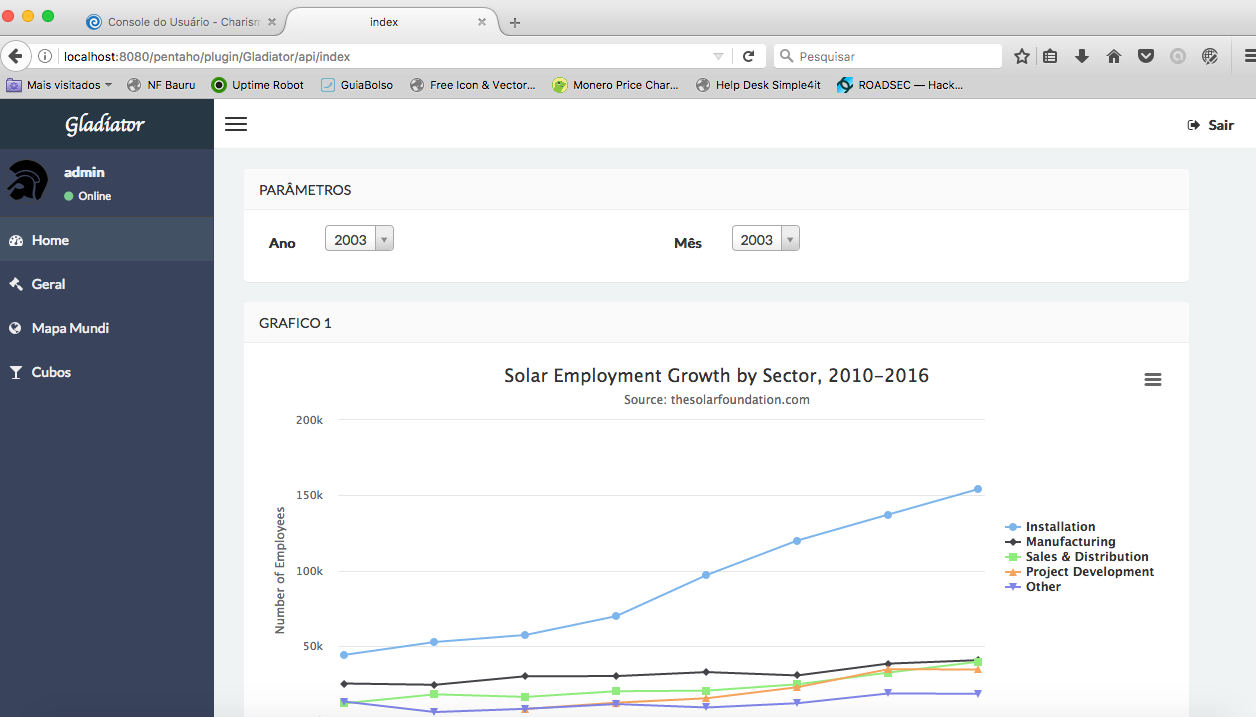 Console do Usuário - Charism
index
localhost:8080/pentaho/plugin/Gladiator/api/index
Pesquisar
Mais visitados
NF Bauru
Uptime Robot
GuiaBolso
Free Icon & Vector...
Monero Price Char...
Help Desk Simple4it
ROADSEC — Hack...
Gladiator
Sair
admin
Online
Home
Geral
Mapa Mundi
Cubos
PARÂMETROS
Ano 2003 Mês 2003
GRAFICO 1
Solar Employment Growth by Sector, 2010-2016
Source: thesolarfoundation.com
Number of Employees
200k
150k
100k
50k
Installation
Manufacturing
Sales & Distribution
Project Development
Other